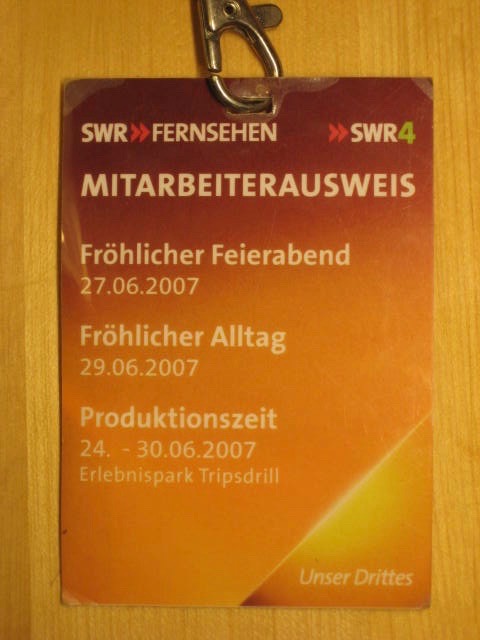 SWR»FERNSEHEN »SWR4
MITARBEITERAUSWEIS
Fröhlicher Feierabend
27.06.2007
Fröhlicher Alltag
29.06.2007
Produktionszeit
24. - 30.06.2007
Erlebnispark Tripsdrill
Unser Drittes